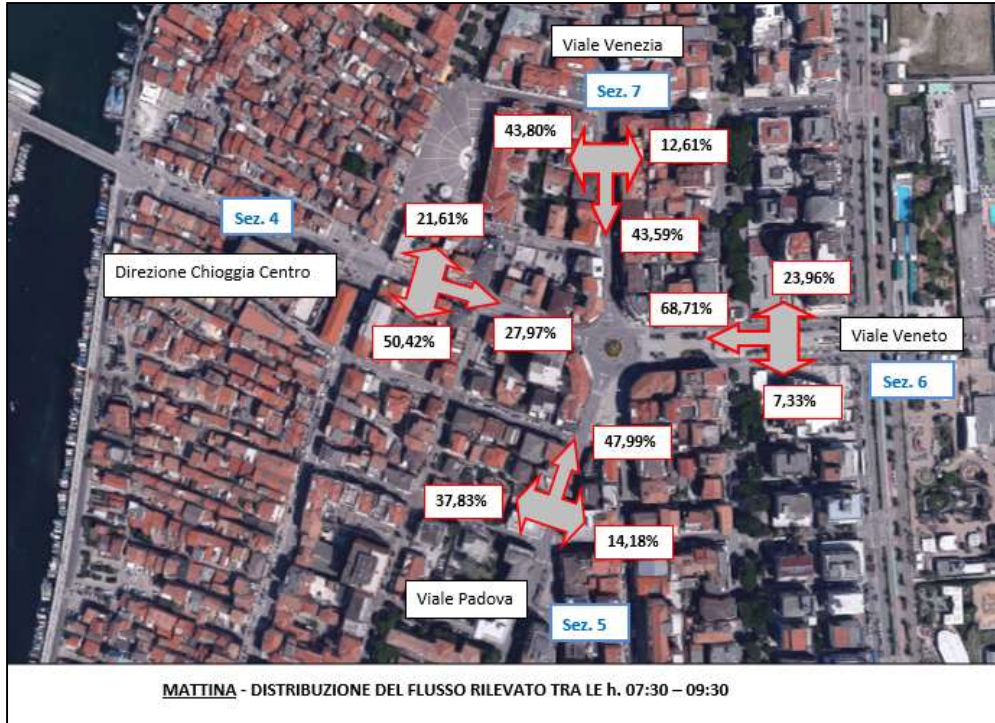 Viale Venezia
Sez. 7
43,80%
12,61%
Sez. 4
21,61%
43,59%
Direzione Chioggia Centro
23,96%
68,71%
50,42%
27,97%
Viale Veneto
Sez. 6
7,33%
47,99%
37,83%
14,18%
Viale Padova
Sez. 5
MATTINA - DISTRIBUZIONE DEL FLUSSO RILEVATO TRA LE h. 07:30 – 09:30